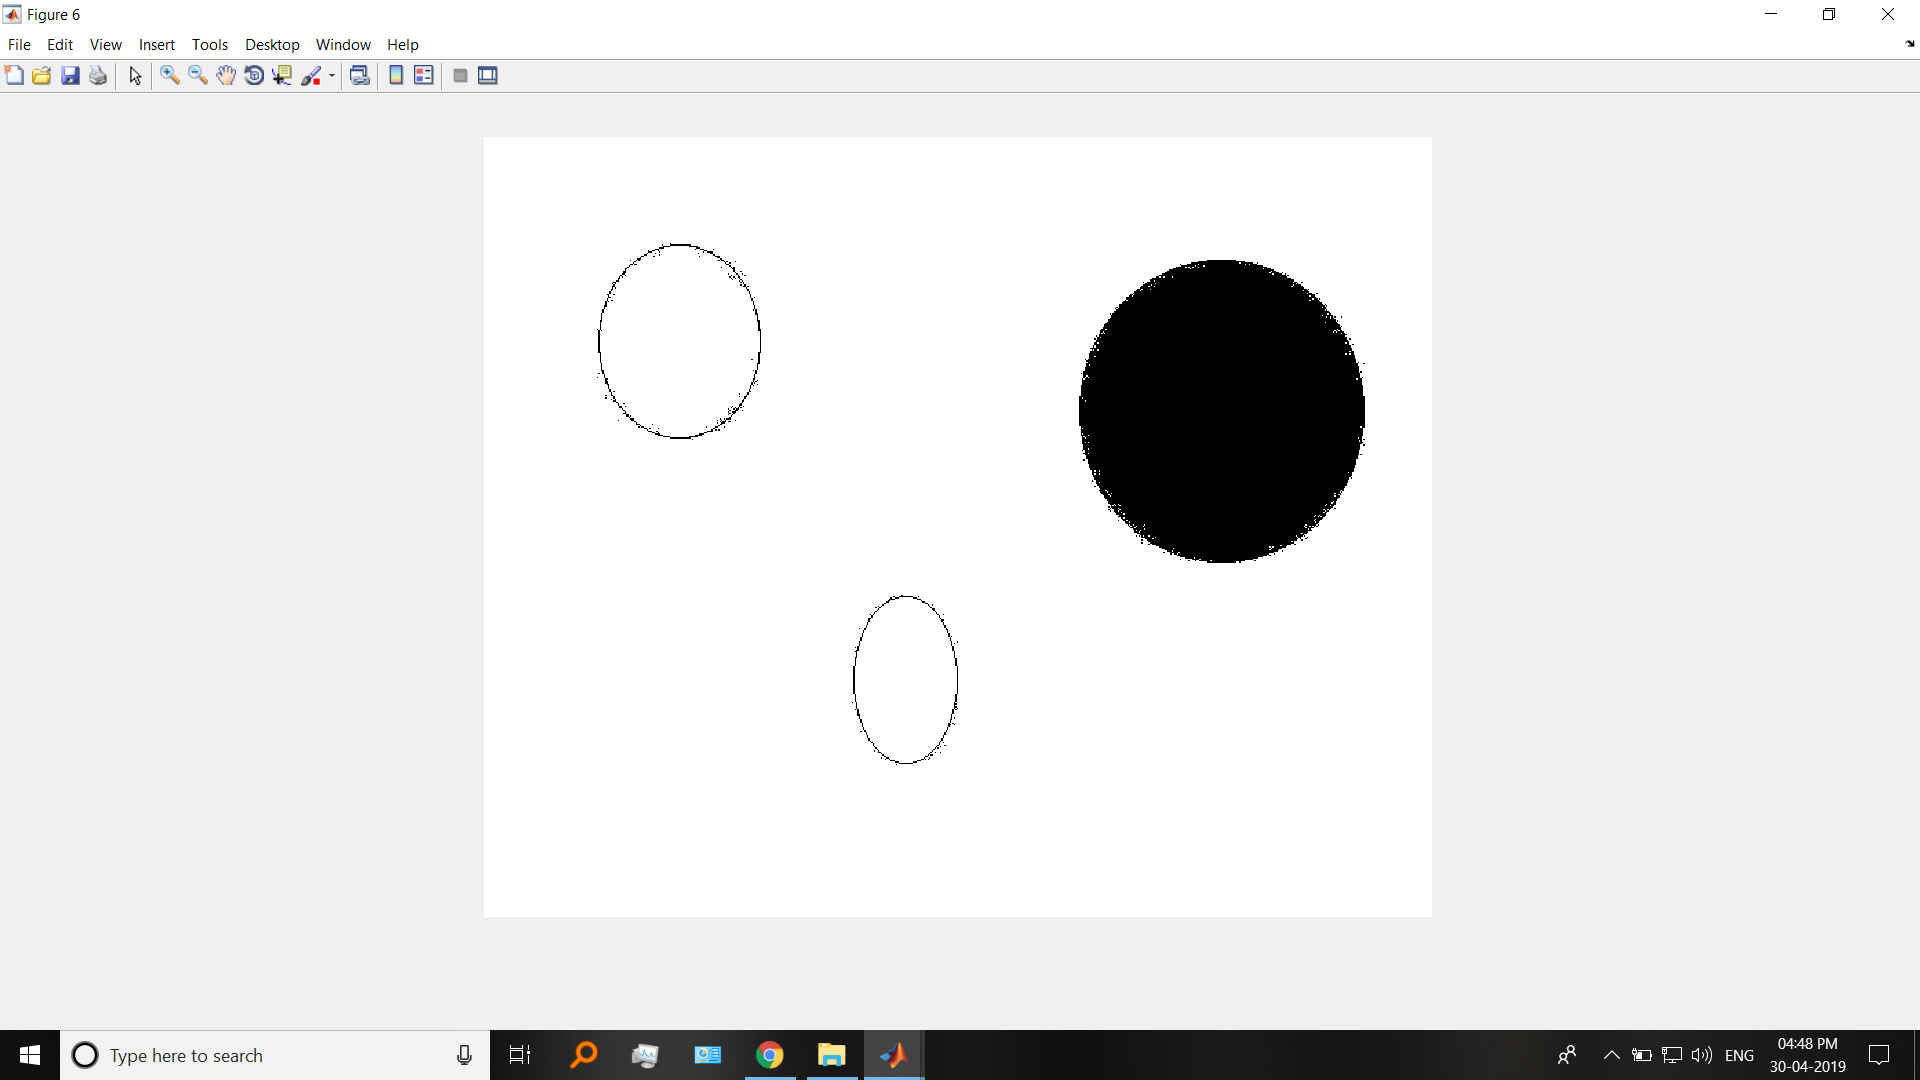 Figure 6
File Edit View Insert Tools Desktop Window Help
Type here to search
ENG
04:48 PM
30-04-2019